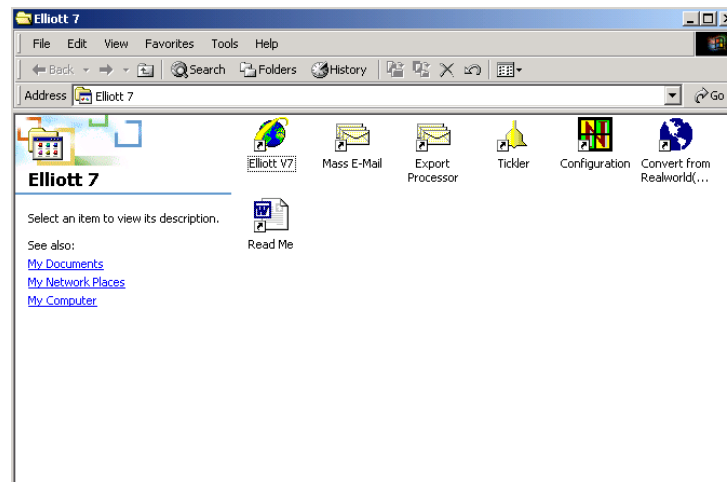 Elliott 7
File Edit View Favorites Tools Help
Back Search Folders History
Address Elliott 7 Go
Elliott 7
Select an item to view its description.
See also:
My Documents
My Network Places
My Computer
Elliott V7
Mass E-Mail
Export
Processor
Tickler
Configuration
Convert from
Realworld(...
Read Me